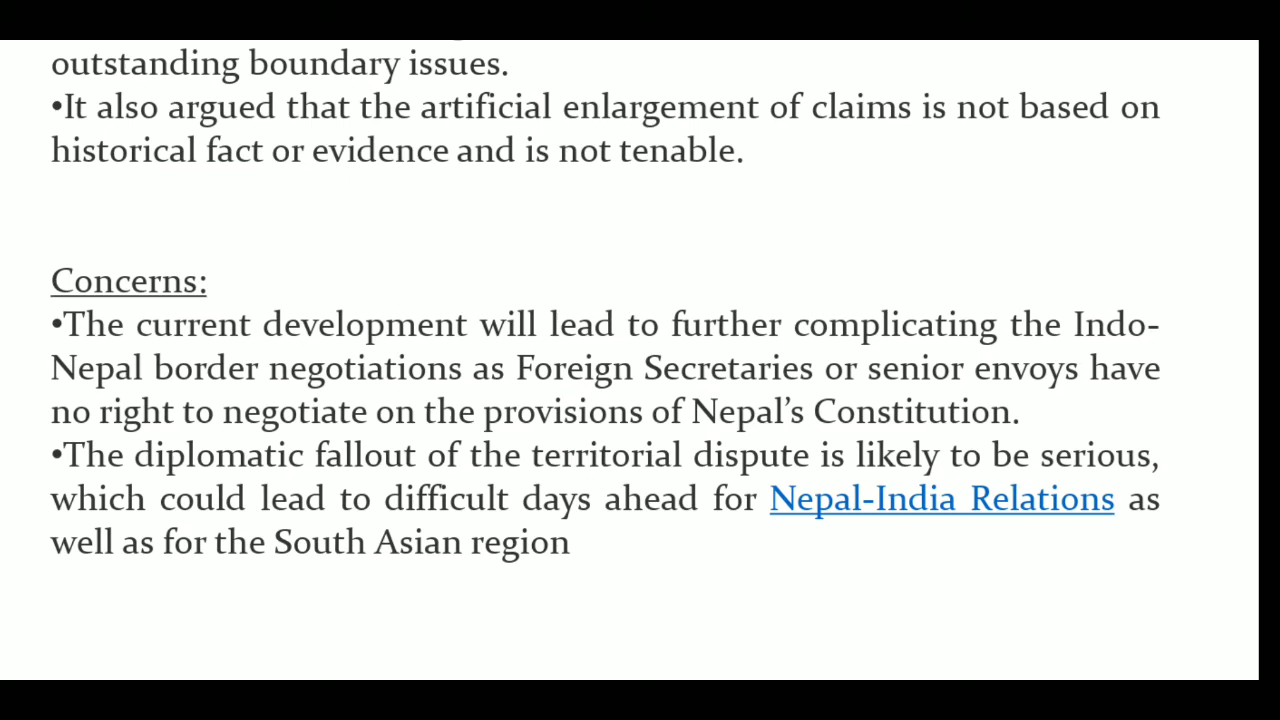 outstanding boundary issues.
•It also argued that the artificial enlargement of claims is not based on
historical fact or evidence and is not tenable.
Concerns:
•The current development will lead to further complicating the Indo-
Nepal border negotiations as Foreign Secretaries or senior envoys have
no right to negotiate on the provisions of Nepal’s Constitution.
•The diplomatic fallout of the territorial dispute is likely to be serious,
which could lead to difficult days ahead for Nepal-India Relations as
well as for the South Asian region